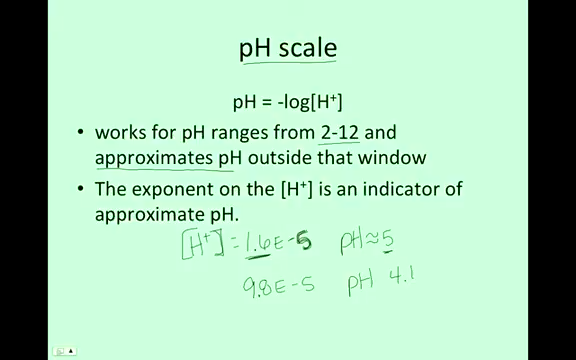 pH scale
pH = -log[H⁺]
• works for pH ranges from 2-12 and
approximates pH outside that window
• The exponent on the [H⁺] is an indicator of
approximate pH.
[H⁺] = 1.6E-5 pH≈5
9.8E-5 pH 4.1